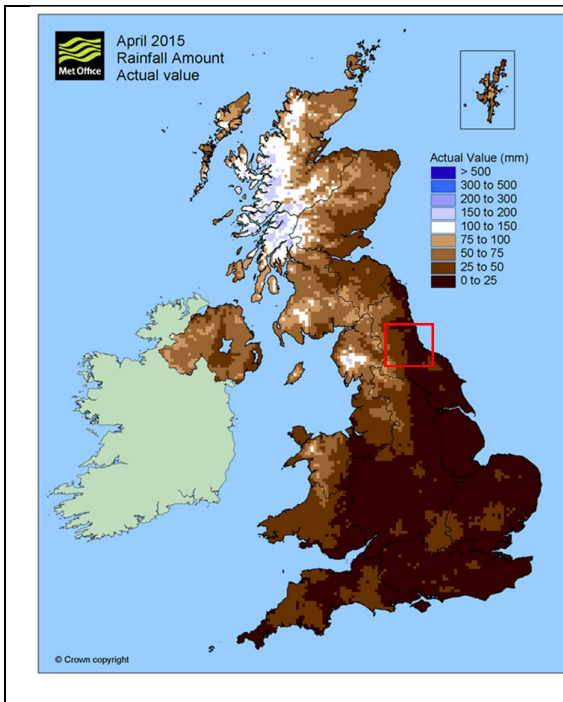 Met Office
April 2015
Rainfall Amount
Actual value
Actual Value (mm)
> 500
300 to 500
200 to 300
150 to 200
100 to 150
75 to 100
50 to 75
25 to 50
0 to 25
© Crown copyright